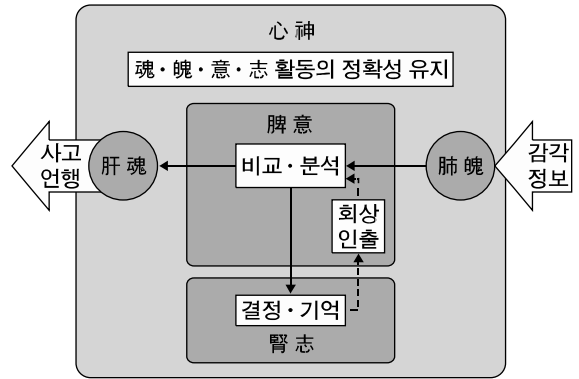 心神
魂·魄·意·志 활동의 정확성 유지
脾意
사고
언행
肝魂
비교·분석
肺魄
감각
정보
회상
인출
결정·기억
腎志